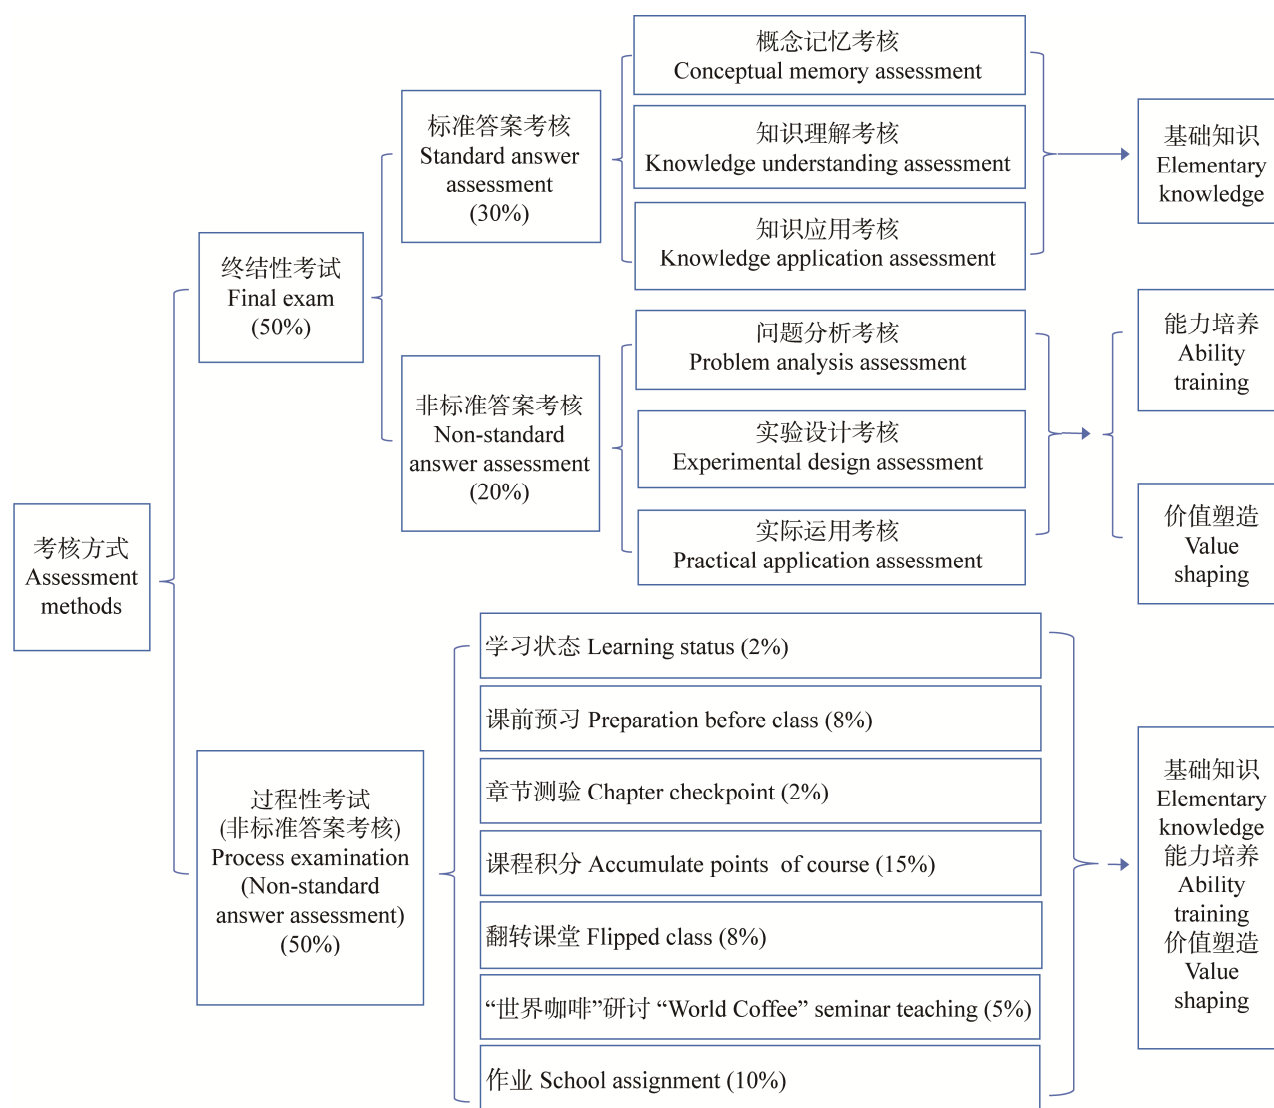 考核方式
Assessment
methods
终结性考试
Final exam
(50%)
标准答案考核
Standard answer
assessment
(30%)
概念记忆考核
Conceptual memory assessment
知识理解考核
Knowledge understanding assessment
知识应用考核
Knowledge application assessment
基础知识
Elementary
knowledge
非标准答案考核
Non-standard
answer assessment
(20%)
问题分析考核
Problem analysis assessment
实验设计考核
Experimental design assessment
实际运用考核
Practical application assessment
能力培养
Ability
training
价值塑造
Value
shaping
过程性考试
(非标准答案考核)
Process examination
(Non-standard
answer assessment)
(50%)
学习状态 Learning status (2%)
课前预习 Preparation before class (8%)
章节测验 Chapter checkpoint (2%)
课程积分 Accumulate points of course (15%)
翻转课堂 Flipped class (8%)
“世界咖啡”研讨 “World Coffee” seminar teaching (5%)
作业 School assignment (10%)
基础知识
Elementary
knowledge
能力培养
Ability
training
价值塑造
Value
shaping